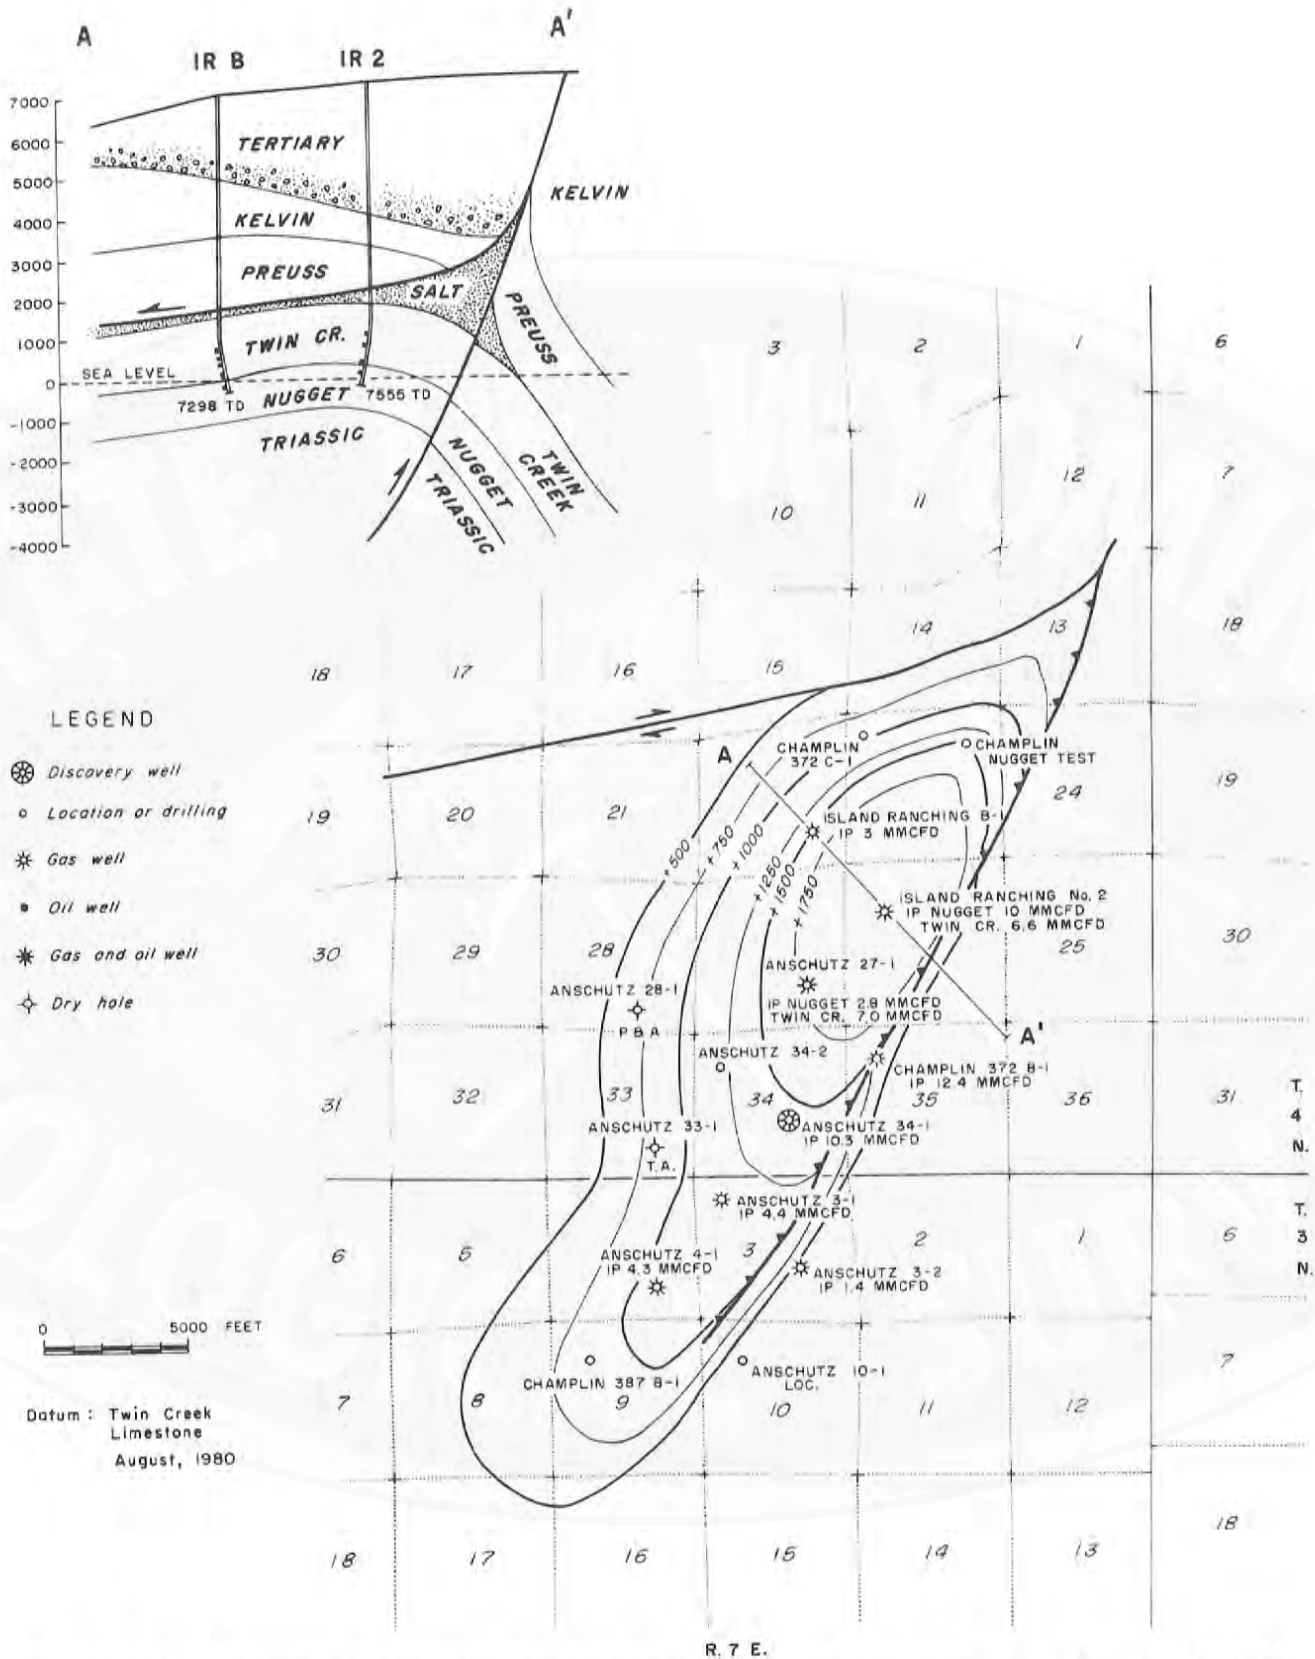 A
A'
IR B
IR 2
7000
6000
5000
4000
3000
2000
1000
0
-1000
-2000
-3000
-4000
TERTIARY
KELVIN
KELVIN
PREUSS
SALT
PREUSS
TWIN CR.
SEA LEVEL
7298 TD
NUGGET
7555 TD
TRIASSIC
NUGGET
TRIASSIC
TWIN
CREEK
3
2
1
6
10
11
12
7
18
17
16
15
14
13
18
LEGEND
Discovery well
Location or drilling
Gas well
Oil well
Gas and oil well
Dry hole
A
CHAMPLIN
372 C-1
CHAMPLIN
NUGGET TEST
19
20
21
24
19
ISLAND RANCHING B-1
IP 3 MMCFD
+500
+750
+1000
+1250
+1500
+1750
ISLAND RANCHING No. 2
IP NUGGET 10 MMCFD
TWIN CR. 6.6 MMCFD
30
29
28
25
30
ANSCHUTZ 27-1
IP NUGGET 2.8 MMCFD
TWIN CR. 7.0 MMCFD
ANSCHUTZ 28-1
P B A
A'
ANSCHUTZ 34-2
CHAMPLIN 372 B-1
IP 12.4 MMCFD
31
32
33
34
35
36
31
T.
4
N.
ANSCHUTZ 33-1
T.A.
ANSCHUTZ 34-1
IP 10.3 MMCFD
ANSCHUTZ 3-1
IP 4.4 MMCFD
T.
3
N.
6
5
3
2
1
6
ANSCHUTZ 4-1
IP 4.3 MMCFD
ANSCHUTZ 3-2
IP 1.4 MMCFD
0
5000 FEET
CHAMPLIN 387 B-1
ANSCHUTZ 10-1
LOC.
7
8
9
10
11
12
7
Datum : Twin Creek
Limestone
August, 1980
18
17
16
15
14
13
18
R. 7 E.